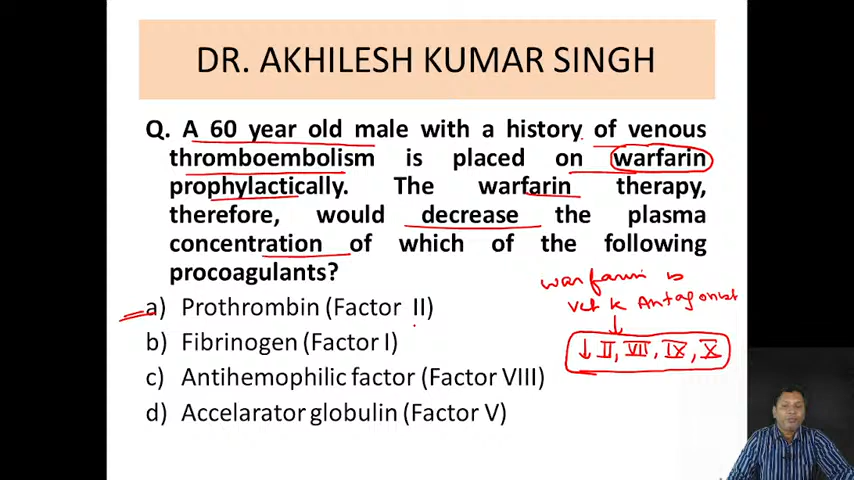 DR. AKHILESH KUMAR SINGH
Q. A 60 year old male with a history of venous
thromboembolism is placed on warfarin
prophylactically. The warfarin therapy,
therefore, would decrease the plasma
concentration of which of the following
procoagulants?
a) Prothrombin (Factor II)
b) Fibrinogen (Factor I)
c) Antihemophilic factor (Factor VIII)
d) Accelarator globulin (Factor V)
warfarin is
vit K Antagonist
↓ II, VII, IX, X